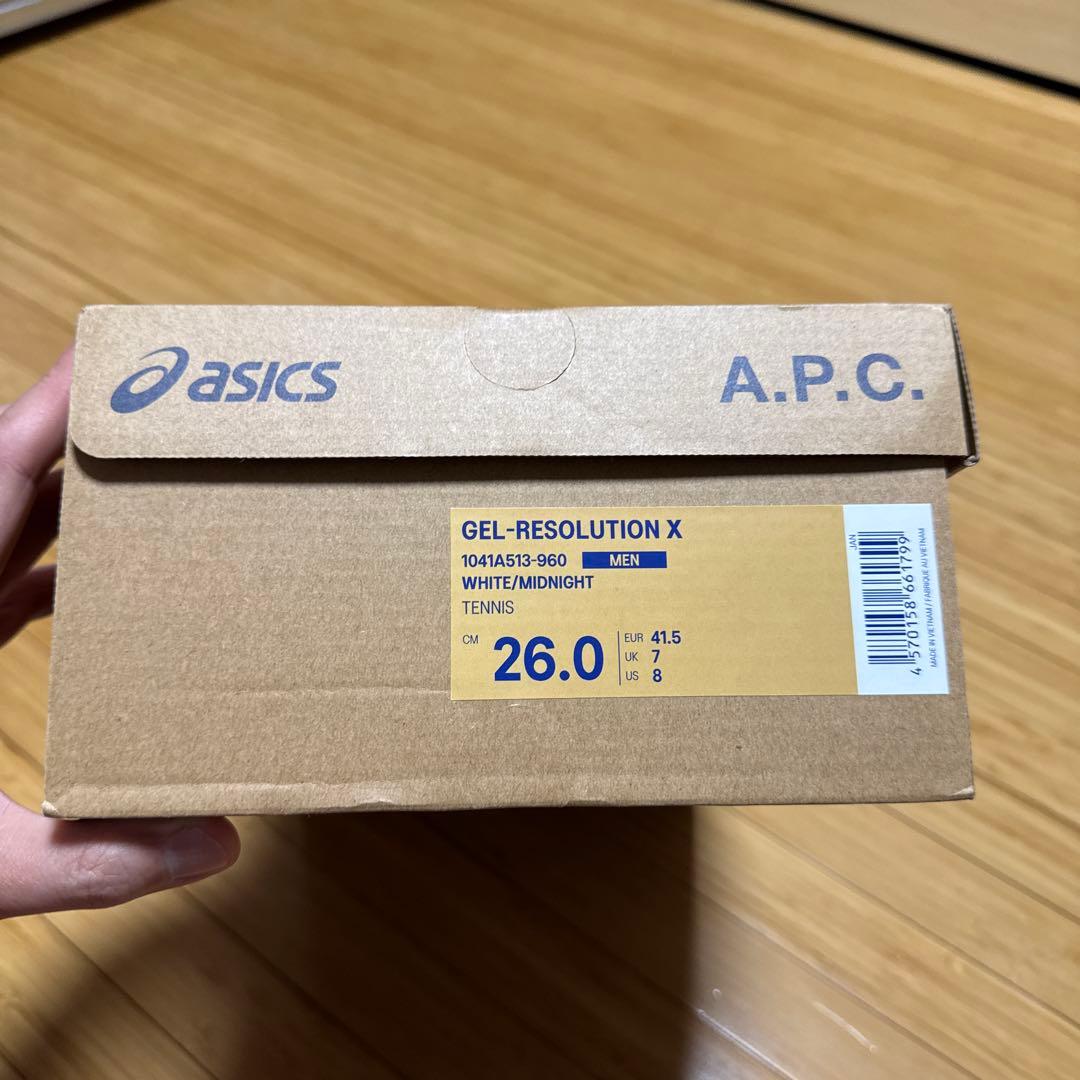 asics
A.P.C.
GEL-RESOLUTION X
1041A513-960 MEN
WHITE/MIDNIGHT
TENNIS
CM 26.0
EUR 41.5
UK 7
US 8
JAN
4 570158 661799
MADE IN VIETNAM / FABRIQUÉ AU VIETNAM